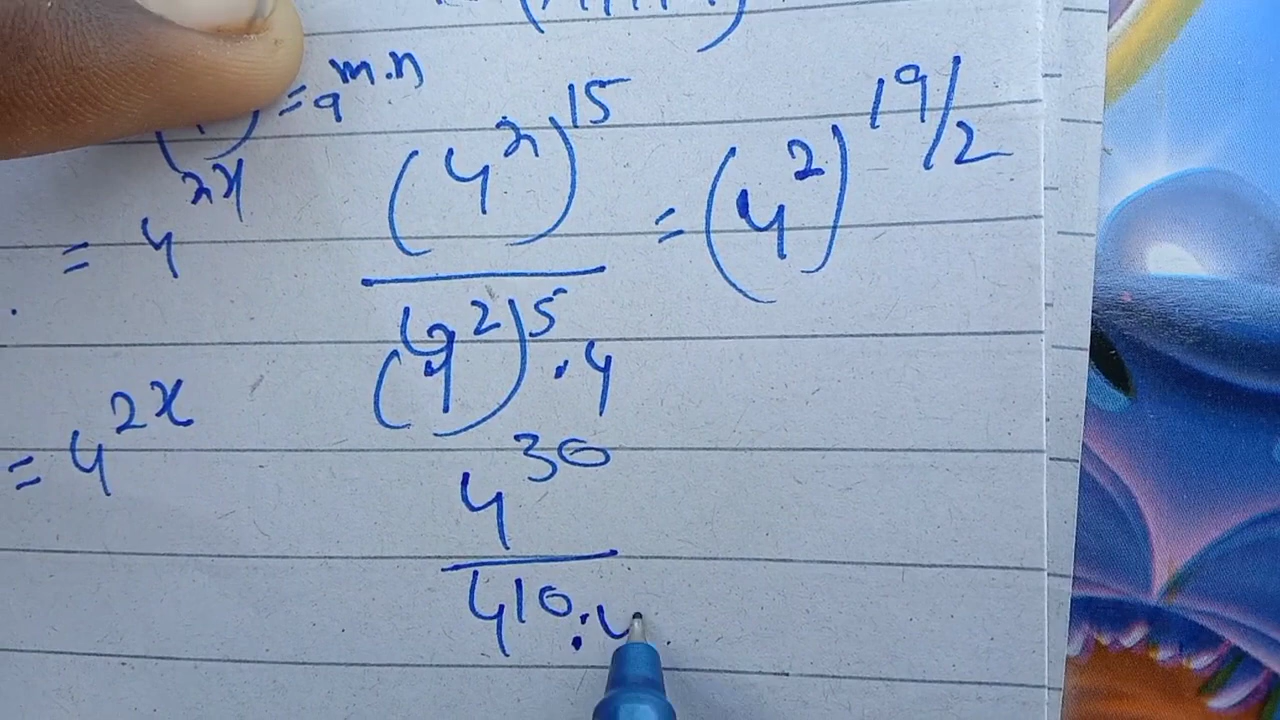 = a^m.n
(4^2)^15 / (4^2)^5 . 4 = (4^2)^19/2
= 4^2x
= 4^2x
4^30 / 4^10 .